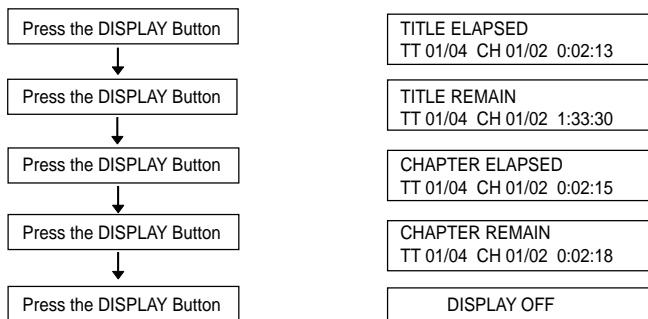 Press the DISPLAY Button
TITLE ELAPSED
TT 01/04 CH 01/02 0:02:13
Press the DISPLAY Button
TITLE REMAIN
TT 01/04 CH 01/02 1:33:30
Press the DISPLAY Button
CHAPTER ELAPSED
TT 01/04 CH 01/02 0:02:15
Press the DISPLAY Button
CHAPTER REMAIN
TT 01/04 CH 01/02 0:02:18
Press the DISPLAY Button
DISPLAY OFF